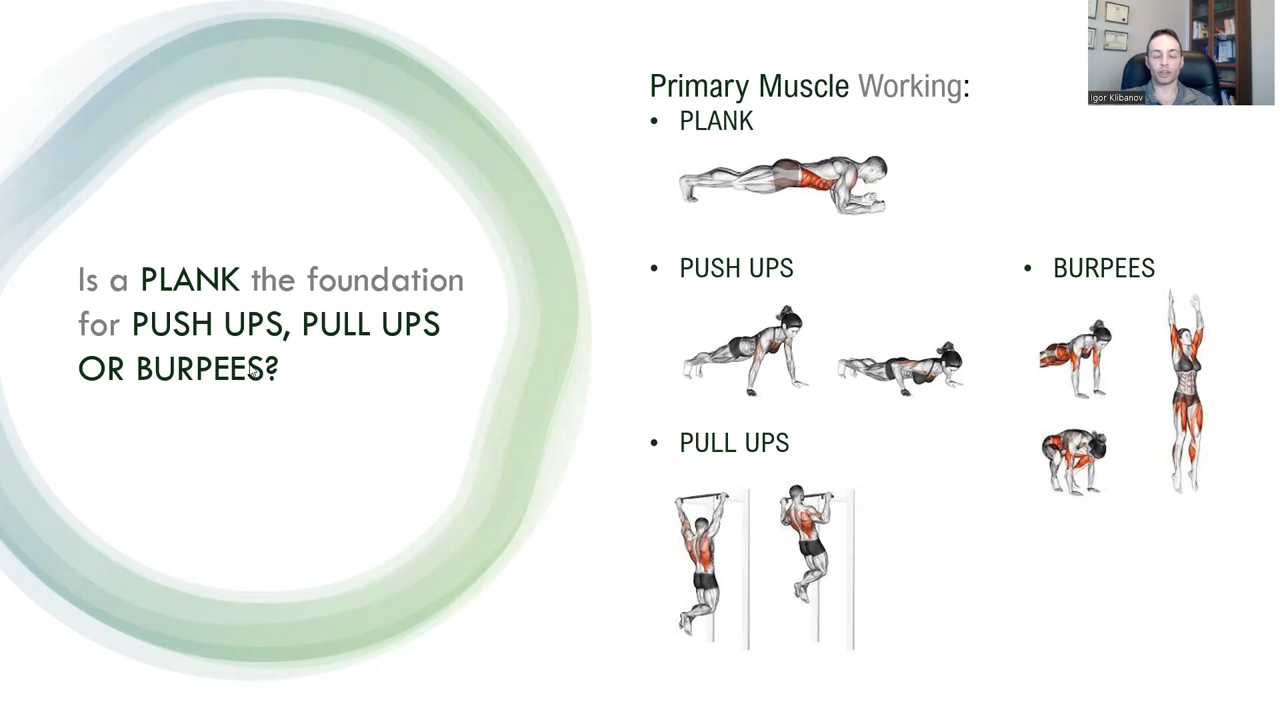 Is a PLANK the foundation
for PUSH UPS, PULL UPS
OR BURPEES?
Primary Muscle Working:
• PLANK
• PUSH UPS
• BURPEES
• PULL UPS
Igor Klibanov